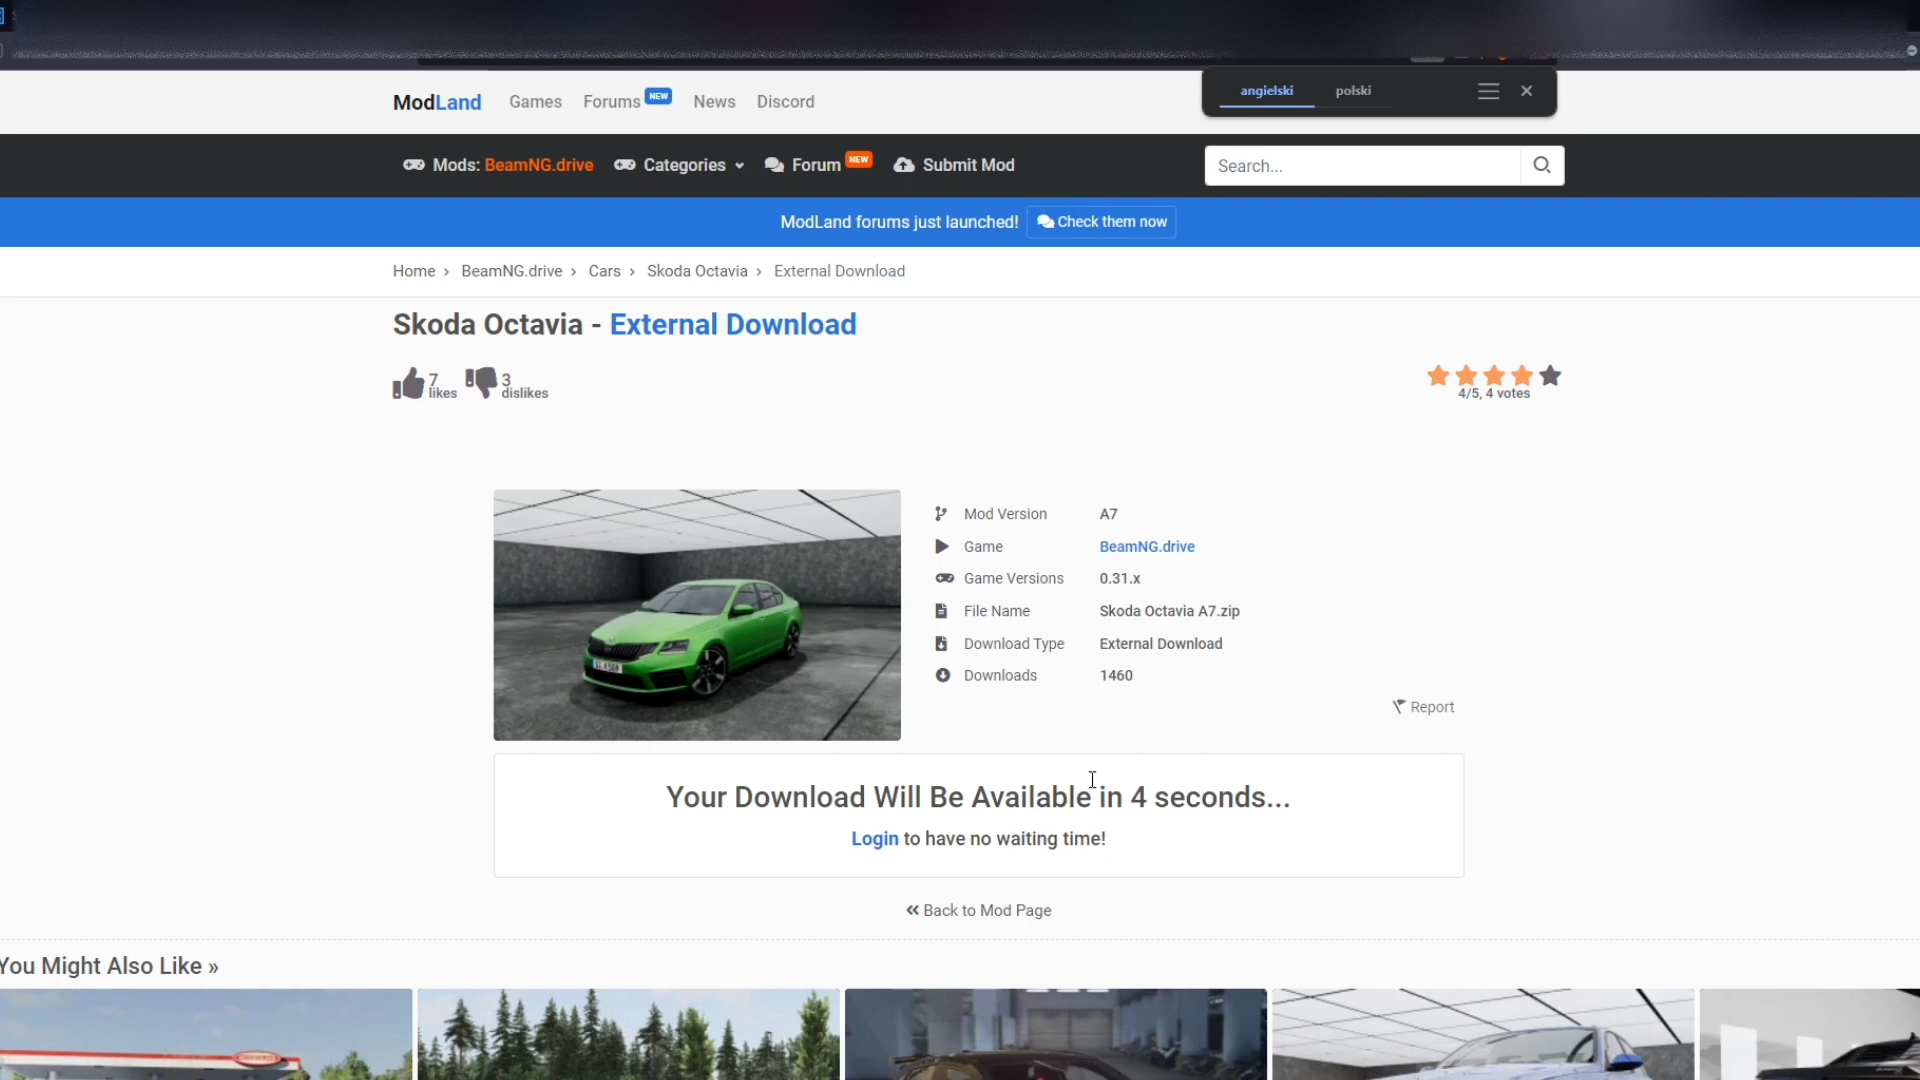 angielski polski
ModLand Games Forums NEW News Discord
Mods: BeamNG.drive Categories Forum NEW Submit Mod Search...
ModLand forums just launched! Check them now
Home › BeamNG.drive › Cars › Skoda Octavia › External Download
Skoda Octavia - External Download
7 likes 3 dislikes
4/5, 4 votes
Mod Version A7
Game BeamNG.drive
Game Versions 0.31.x
File Name Skoda Octavia A7.zip
Download Type External Download
Downloads 1460
Report
Your Download Will Be Available in 4 seconds...
Login to have no waiting time!
« Back to Mod Page
You Might Also Like »